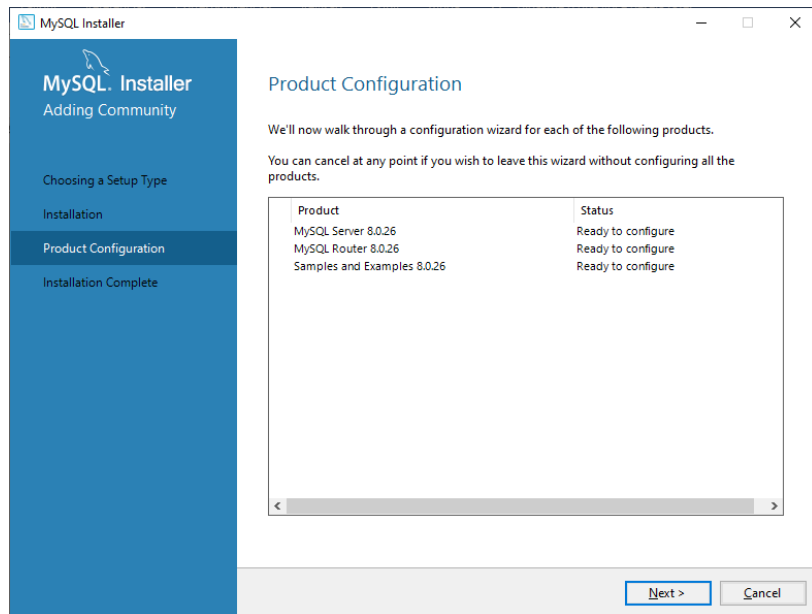 MySQL Installer
MySQL. Installer
Adding Community
Choosing a Setup Type
Installation
Product Configuration
Installation Complete
Product Configuration
We'll now walk through a configuration wizard for each of the following products.
You can cancel at any point if you wish to leave this wizard without configuring all the
products.
Product Status
MySQL Server 8.0.26 Ready to configure
MySQL Router 8.0.26 Ready to configure
Samples and Examples 8.0.26 Ready to configure
Next > Cancel